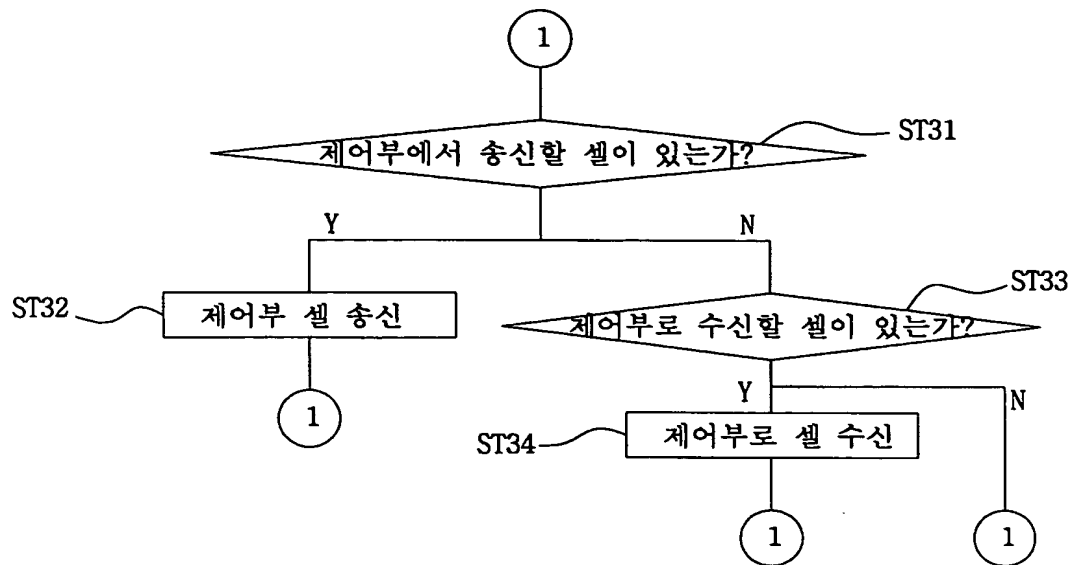 1
제어부에서 송신할 셀이 있는가?
ST31
Y
N
ST32
제어부 셀 송신
ST33
제어부로 수신할 셀이 있는가?
1
Y
N
ST34
제어부로 셀 수신
1
1